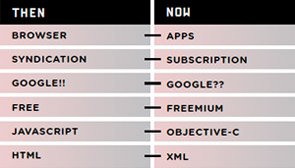 THEN NOW
BROWSER — APPS
SYNDICATION — SUBSCRIPTION
GOOGLE!! — GOOGLE??
FREE — FREEMIUM
JAVASCRIPT — OBJECTIVE-C
HTML — XML